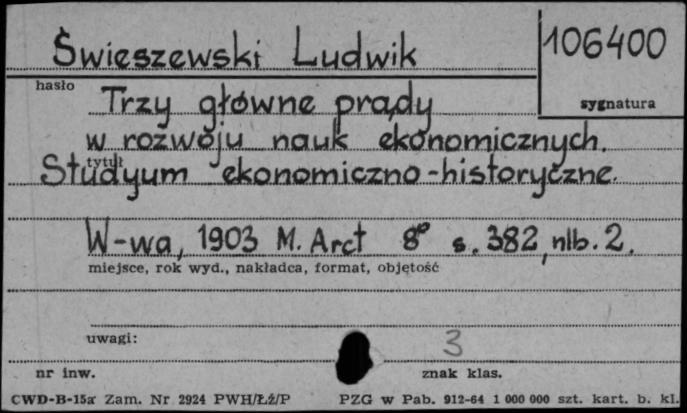 Świeszewski Ludwik
106400
hasło
sygnatura
Trzy główne prądy
w rozwoju nauk ekonomicznych.
tytuł
Studyum ekonomiczno-historyczne.
W-wa, 1903 M. Arct 8° s. 382, nlb. 2.
miejsce, rok wyd., nakładca, format, objętość
uwagi:
3
nr inw.
znak klas.
CWD-B-15a Zam. Nr 2924 PWH/Łź/P PZG w Pab. 912-64 1 000 000 szt. kart. b. kl.